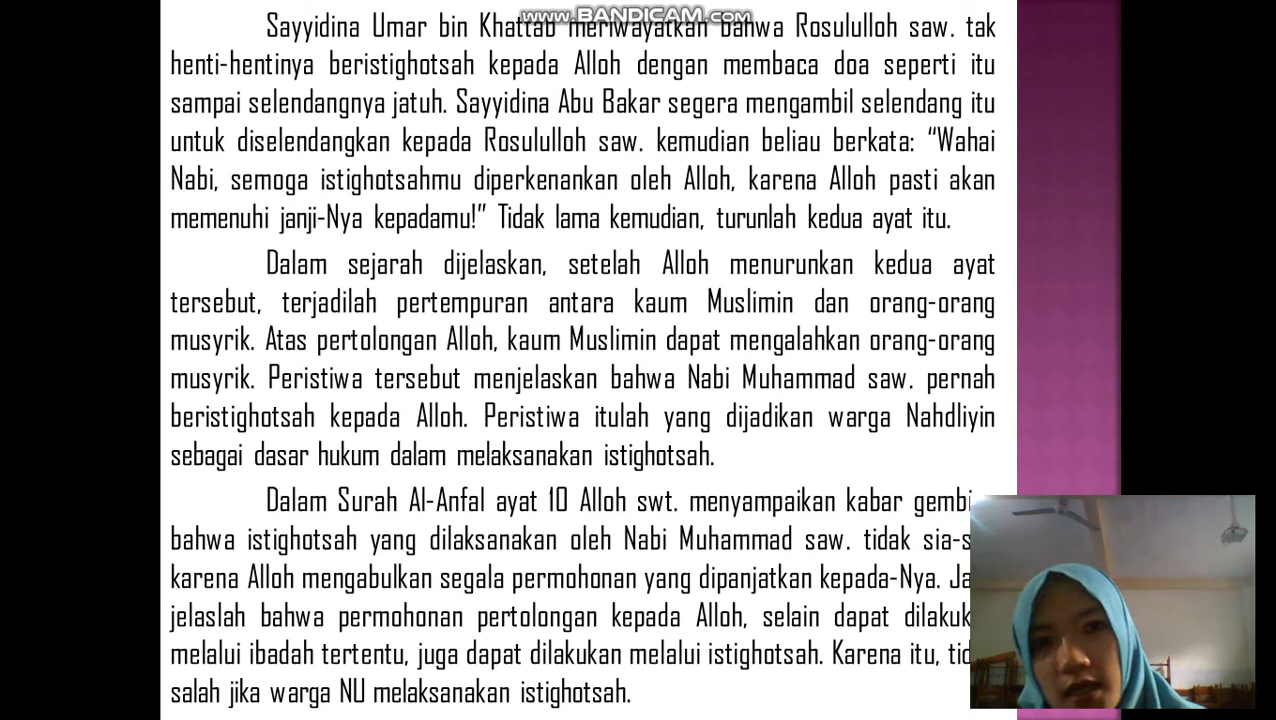 www.BANDICAM.com
Sayyidina Umar bin Khattab meriwayatkan bahwa Rosululloh saw. tak
henti-hentinya beristighotsah kepada Alloh dengan membaca doa seperti itu
sampai selendangnya jatuh. Sayyidina Abu Bakar segera mengambil selendang itu
untuk diselendangkan kepada Rosululloh saw. kemudian beliau berkata: “Wahai
Nabi, semoga istighotsahmu diperkenankan oleh Alloh, karena Alloh pasti akan
memenuhi janji-Nya kepadamu!” Tidak lama kemudian, turunlah kedua ayat itu.
Dalam sejarah dijelaskan, setelah Alloh menurunkan kedua ayat
tersebut, terjadilah pertempuran antara kaum Muslimin dan orang-orang
musyrik. Atas pertolongan Alloh, kaum Muslimin dapat mengalahkan orang-orang
musyrik. Peristiwa tersebut menjelaskan bahwa Nabi Muhammad saw. pernah
beristighotsah kepada Alloh. Peristiwa itulah yang dijadikan warga Nahdliyin
sebagai dasar hukum dalam melaksanakan istighotsah.
Dalam Surah Al-Anfal ayat 10 Alloh swt. menyampaikan kabar
bahwa istighotsah yang dilaksanakan oleh Nabi Muhammad saw. tidak
karena Alloh mengabulkan segala permohonan yang dipanjatkan kepada-Nya.
jelaslah bahwa permohonan pertolongan kepada Alloh, selain dapat
melalui ibadah tertentu, juga dapat dilakukan melalui istighotsah. Karena itu,
salah jika warga NU melaksanakan istighotsah.